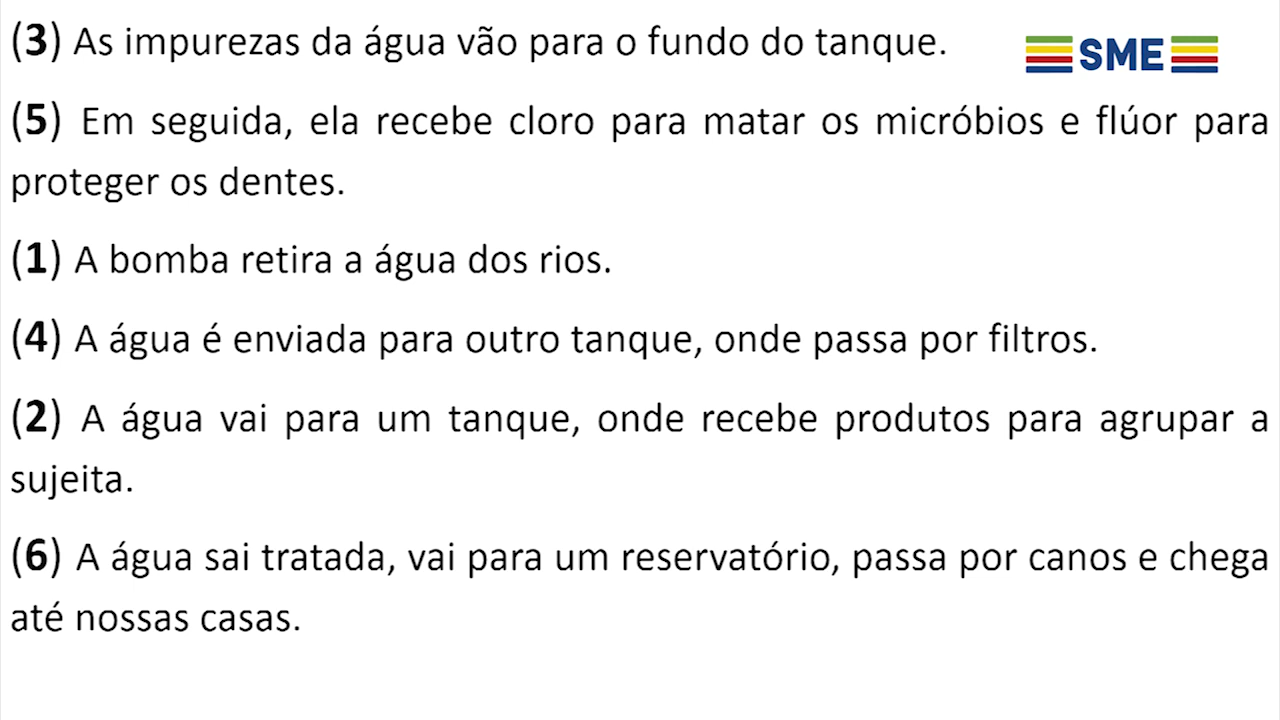 (3) As impurezas da água vão para o fundo do tanque.
SME
(5) Em seguida, ela recebe cloro para matar os micróbios e flúor para
proteger os dentes.
(1) A bomba retira a água dos rios.
(4) A água é enviada para outro tanque, onde passa por filtros.
(2) A água vai para um tanque, onde recebe produtos para agrupar a
sujeita.
(6) A água sai tratada, vai para um reservatório, passa por canos e chega
até nossas casas.